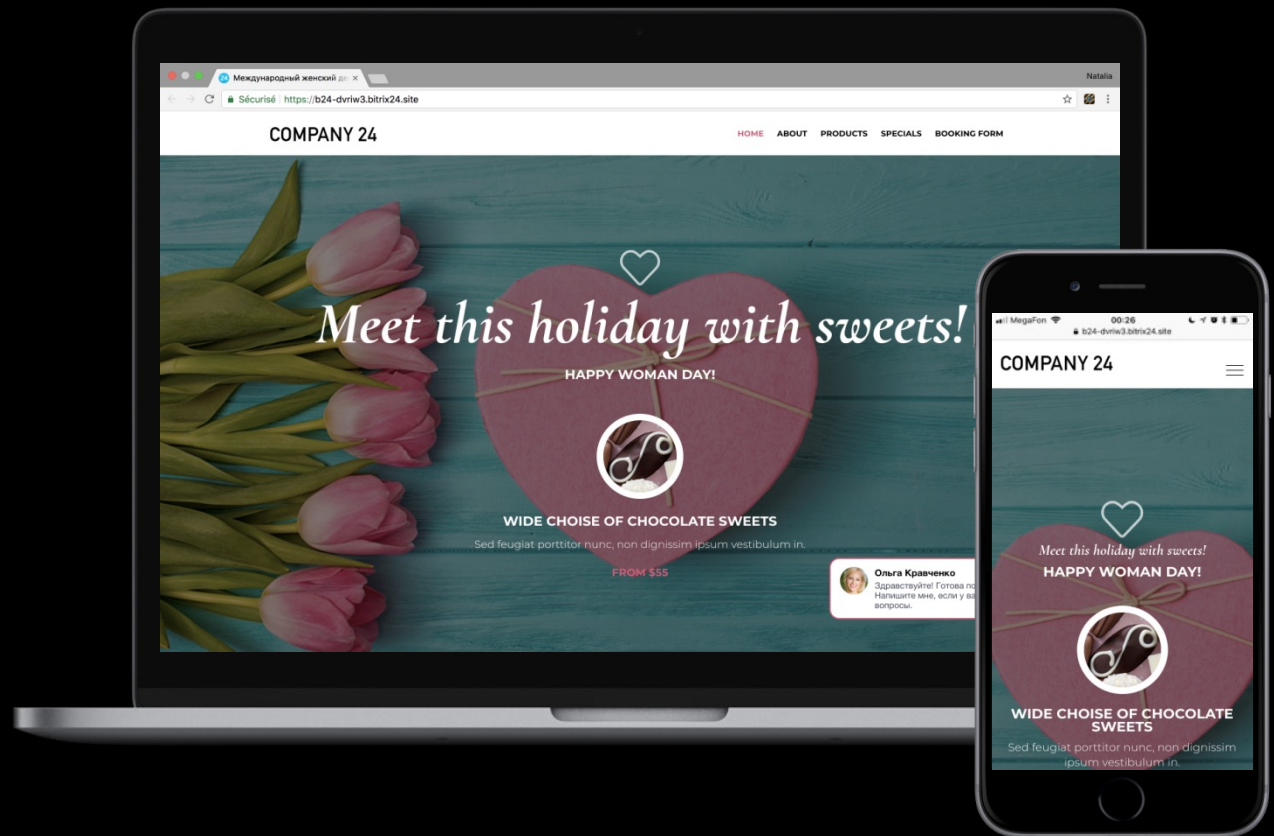 Международный женский де
Natalia
Sécurisé https://b24-dvriw3.bitrix24.site
COMPANY 24
HOME ABOUT PRODUCTS SPECIALS BOOKING FORM
Meet this holiday with sweets!
HAPPY WOMAN DAY!
WIDE CHOISE OF CHOCOLATE SWEETS
Sed feugiat porttitor nunc, non dignissim ipsum vestibulum in.
FROM $55
Ольга Кравченко
Здравствуйте! Готова по
Напишите мне, если у ва
вопросы.
MegaFon 00:26
b24-dvriw3.bitrix24.site
COMPANY 24
Meet this holiday with sweets!
HAPPY WOMAN DAY!
WIDE CHOISE OF CHOCOLATE
SWEETS
Sed feugiat porttitor nunc, non dignissim
ipsum vestibulum in.